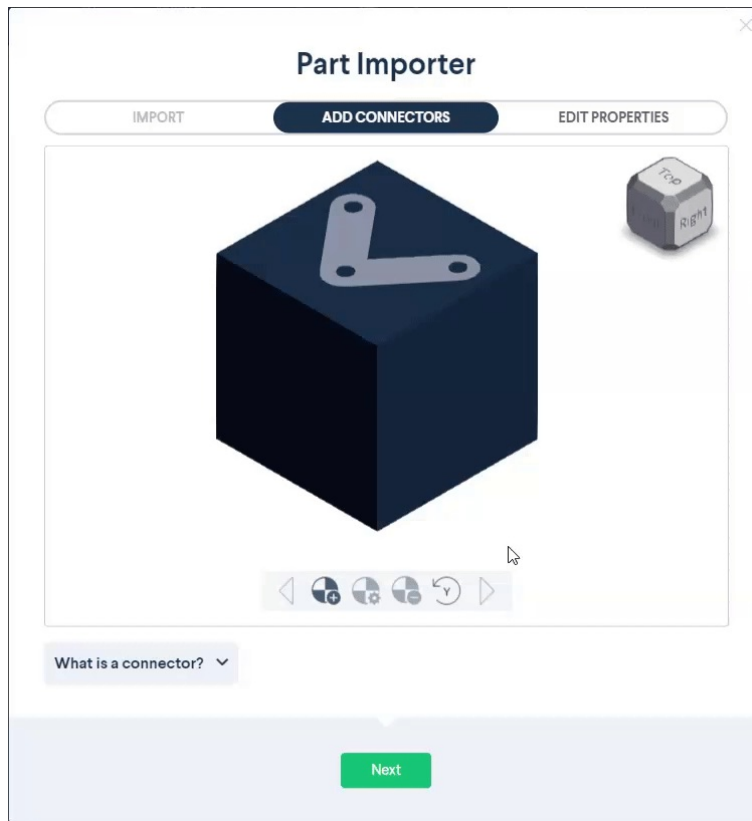 Part Importer
IMPORT
ADD CONNECTORS
EDIT PROPERTIES
Top
Right
Y
What is a connector?
Next